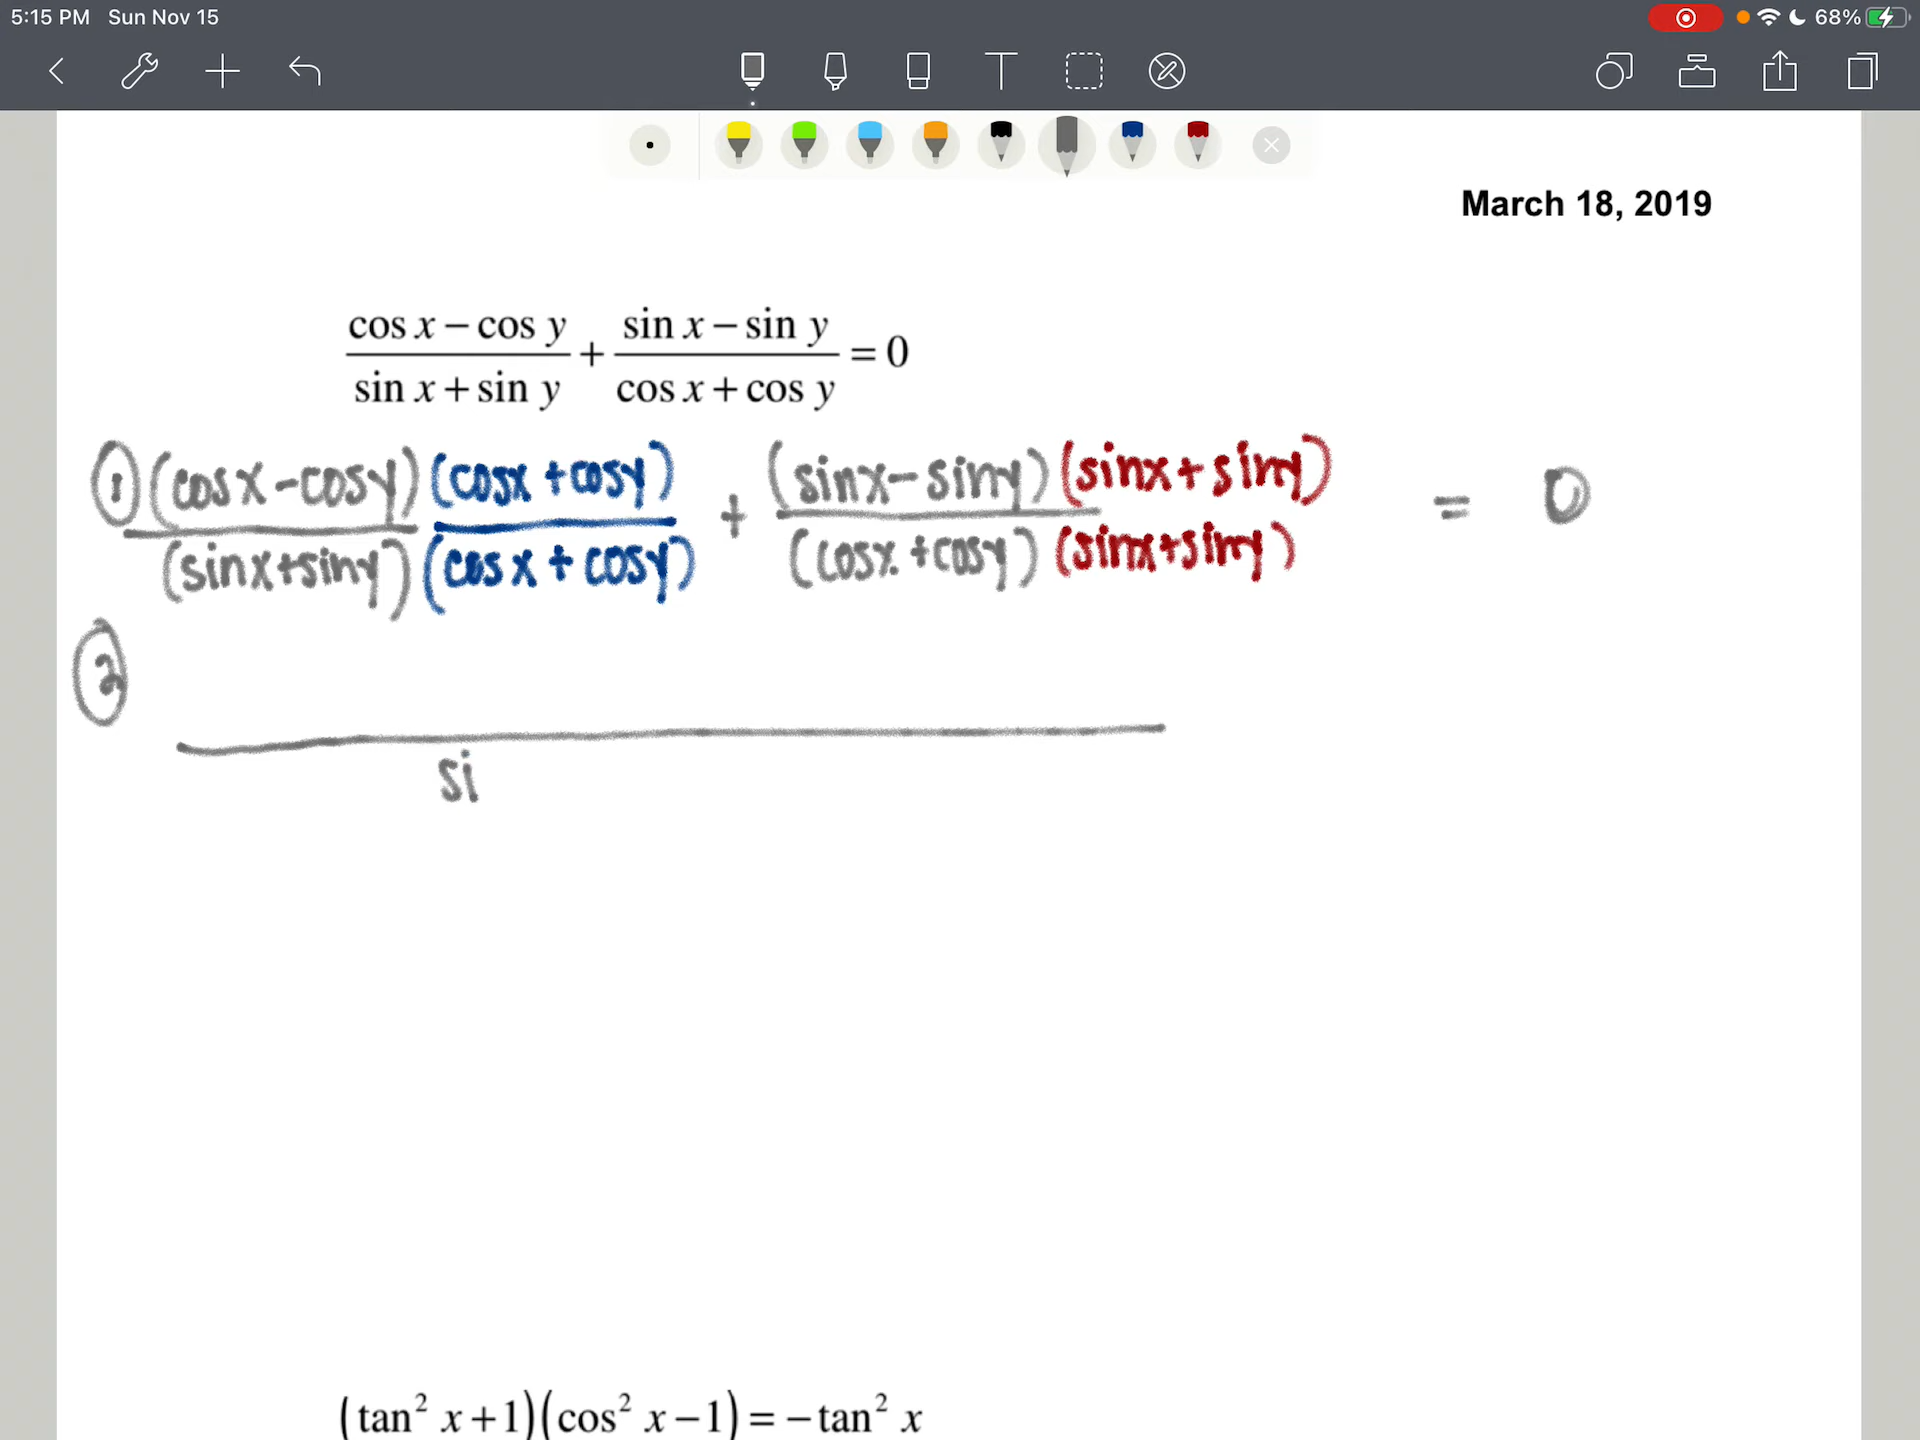 5:15 PM Sun Nov 15 68%
March 18, 2019
cos x − cos y / sin x + sin y + sin x − sin y / cos x + cos y = 0
① (cosx - cosy) (cosx + cosy) + (sinx - siny) (sinx + siny) = 0
(sinx + siny) (cosx + cosy) (cosx + cosy) (sinx + siny)
②
si
(tan² x + 1)(cos² x − 1) = − tan² x